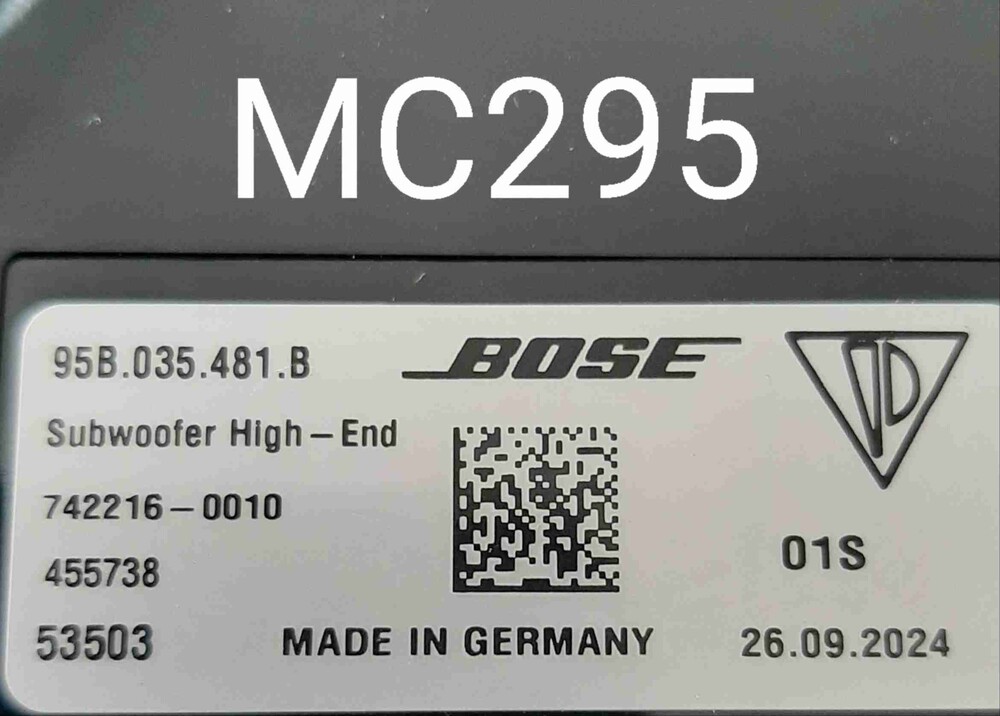 MC295
95B.035.481.B
BOSE
Subwoofer High – End
742216 – 0010
455738
01S
53503
MADE IN GERMANY
26.09.2024